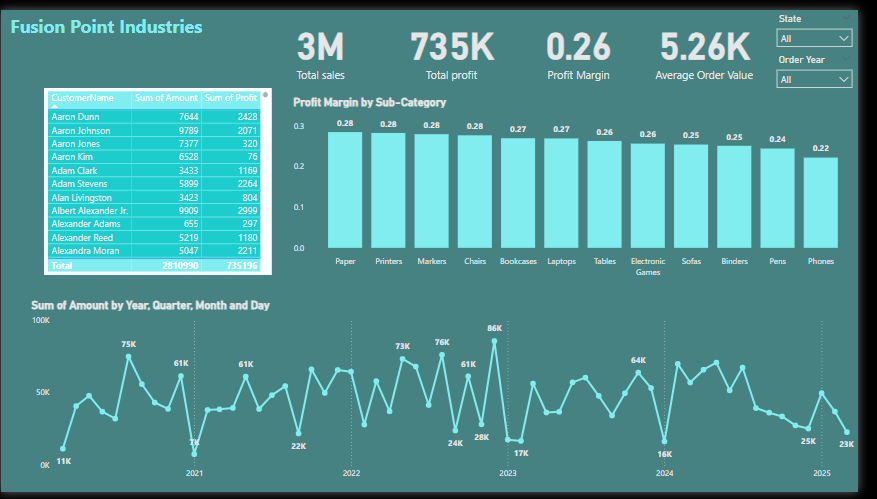 Fusion Point Industries
3M
Total sales
735K
Total profit
0.26
Profit Margin
5.26K
Average Order Value
State
All
Order Year
All
CustomerName Sum of Amount Sum of Profit
Aaron Dunn 7644 2428
Aaron Johnson 9789 2071
Aaron Jones 7377 320
Aaron Kim 6528 76
Adam Clark 3433 1169
Adam Stevens 5899 2264
Alan Livingston 3423 804
Albert Alexander Jr. 9909 2999
Alexander Adams 655 297
Alexander Reed 5219 1180
Alexandra Moran 5047 2211
Total 2810990 735196
Profit Margin by Sub-Category
0.3
0.2
0.1
0.0
0.28 0.28 0.28 0.28 0.27 0.27 0.26 0.26 0.25 0.25 0.24 0.22
Paper Printers Markers Chairs Bookcases Laptops Tables Electronic Games Sofas Binders Pens Phones
Sum of Amount by Year, Quarter, Month and Day
100K
50K
0K
11K 75K 61K 7K 61K 22K 73K 76K 24K 61K 28K 86K 17K 64K 16K 25K 23K
2021 2022 2023 2024 2025